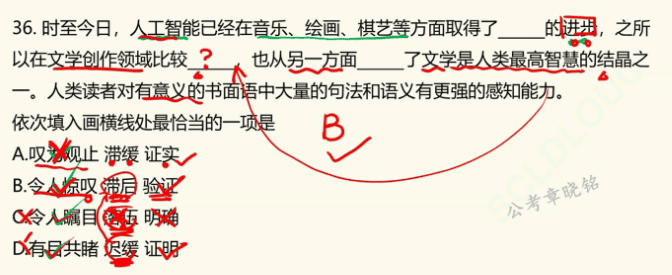 36. 时至今日，人工智能已经在音乐、绘画、棋艺等方面取得了_____的进步，之所
以在文学创作领域比较_____？，也从另一方面_____了文学是人类最高智慧的结晶之
一。人类读者对有意义的书面语中大量的句法和语义有更强的感知能力。
依次填入画横线处最恰当的一项是
B
A.叹为观止 滞缓 证实
B.令人惊叹 滞后 验证
C.令人瞩目 落伍 明确
D.有目共睹 迟缓 证明
公考章晓铭